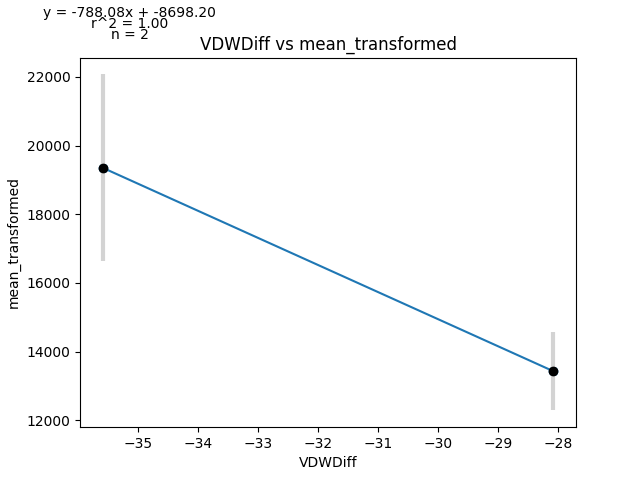 y = -788.08x + -8698.20
r^2 = 1.00
n = 2
VDWDiff vs mean_transformed
22000
20000
18000
16000
14000
12000
mean_transformed
−35 −34 −33 −32 −31 −30 −29 −28
VDWDiff